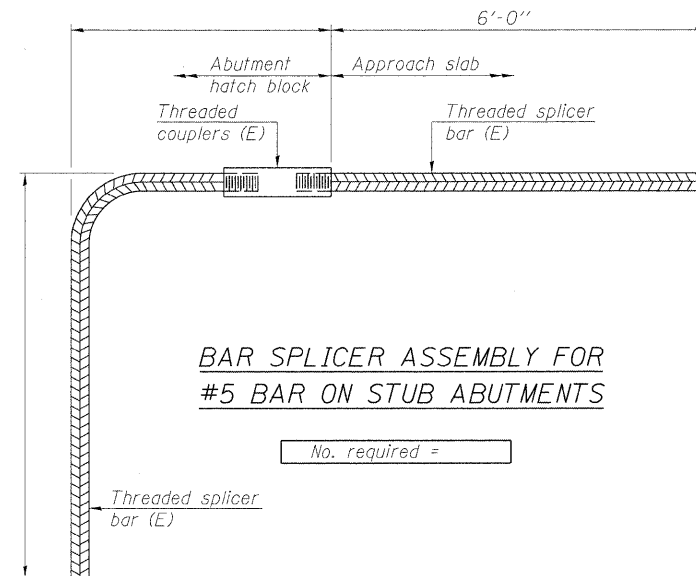 6'-0"
Abutment
hatch block
Approach slab
Threaded
couplers (E)
Threaded splicer
bar (E)
BAR SPLICER ASSEMBLY FOR
#5 BAR ON STUB ABUTMENTS
No. required =
Threaded splicer
bar (E)